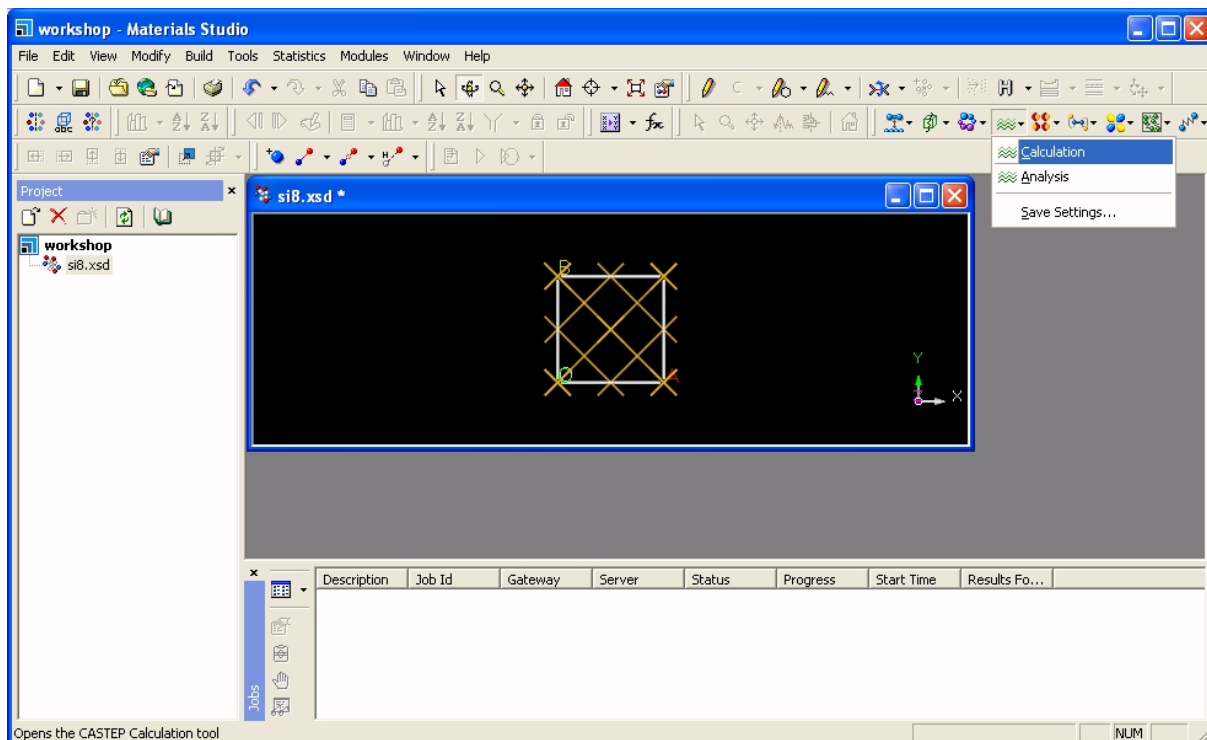 workshop - Materials Studio
File Edit View Modify Build Tools Statistics Modules Window Help
Calculation
Analysis
Save Settings...
Project
workshop
si8.xsd
si8.xsd *
B
O
A
Y
X
Description Job Id Gateway Server Status Progress Start Time Results Fo...
Jobs
Opens the CASTEP Calculation tool
NUM